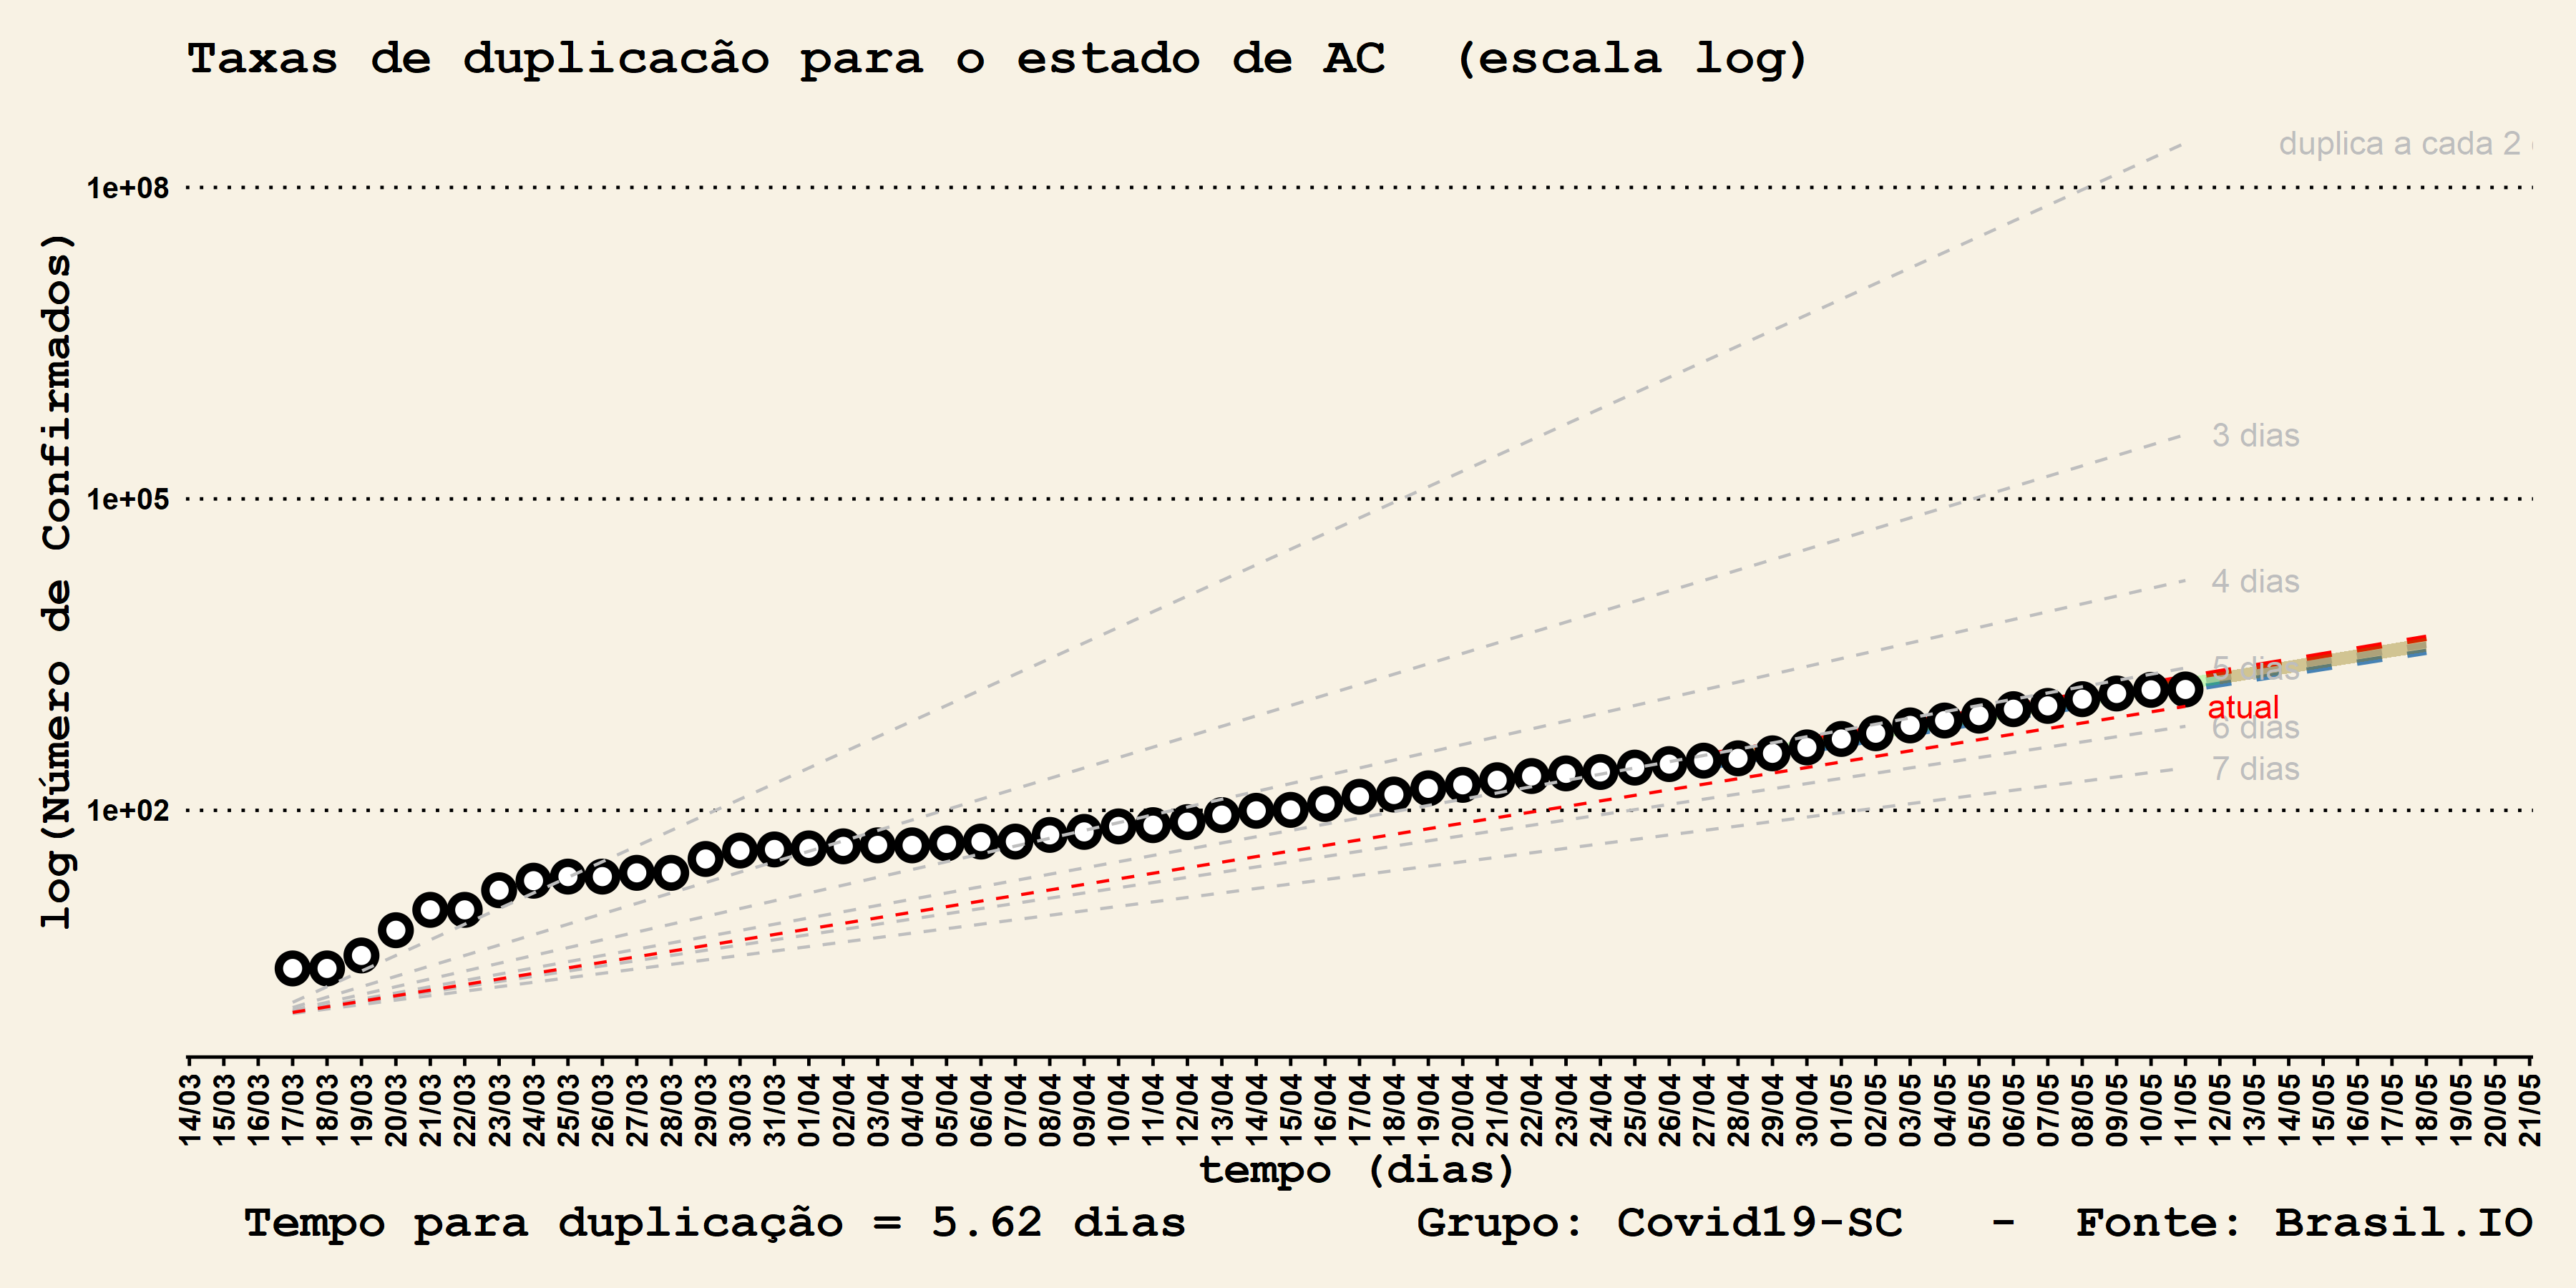 Taxas de duplicacão para o estado de AC  (escala log)
duplica a cada 2
1e+08
3 dias
1e+05
4 dias
5 dias
atual
6 dias
7 dias
1e+02
log(Número de Confirmados)
14/03 15/03 16/03 17/03 18/03 19/03 20/03 21/03 22/03 23/03 24/03 25/03 26/03 27/03 28/03 29/03 30/03 31/03 01/04 02/04 03/04 04/04 05/04 06/04 07/04 08/04 09/04 10/04 11/04 12/04 13/04 14/04 15/04 16/04 17/04 18/04 19/04 20/04 21/04 22/04 23/04 24/04 25/04 26/04 27/04 28/04 29/04 30/04 01/05 02/05 03/05 04/05 05/05 06/05 07/05 08/05 09/05 10/05 11/05 12/05 13/05 14/05 15/05 16/05 17/05 18/05 19/05 20/05 21/05
tempo (dias)
Tempo para duplicação = 5.62 dias Grupo: Covid19-SC - Fonte: Brasil.IO